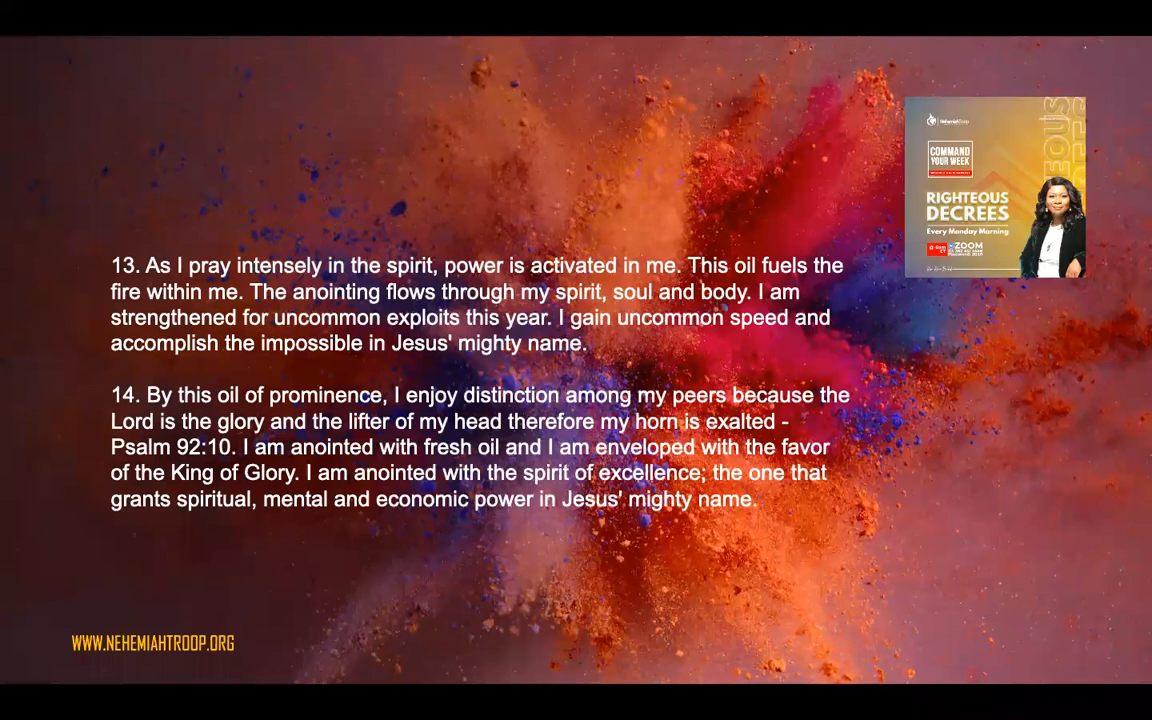 13. As I pray intensely in the spirit, power is activated in me. This oil fuels the
fire within me. The anointing flows through my spirit, soul and body. I am
strengthened for uncommon exploits this year. I gain uncommon speed and
accomplish the impossible in Jesus' mighty name.
14. By this oil of prominence, I enjoy distinction among my peers because the
Lord is the glory and the lifter of my head therefore my horn is exalted -
Psalm 92:10. I am anointed with fresh oil and I am enveloped with the favor
of the King of Glory. I am anointed with the spirit of excellence; the one that
grants spiritual, mental and economic power in Jesus' mighty name.
NehemiahTroop
COMMAND
YOUR WEEK
RIGHTEOUS
DECREES
Every Monday Morning
ZOOM
WWW.NEHEMIAHTROOP.ORG